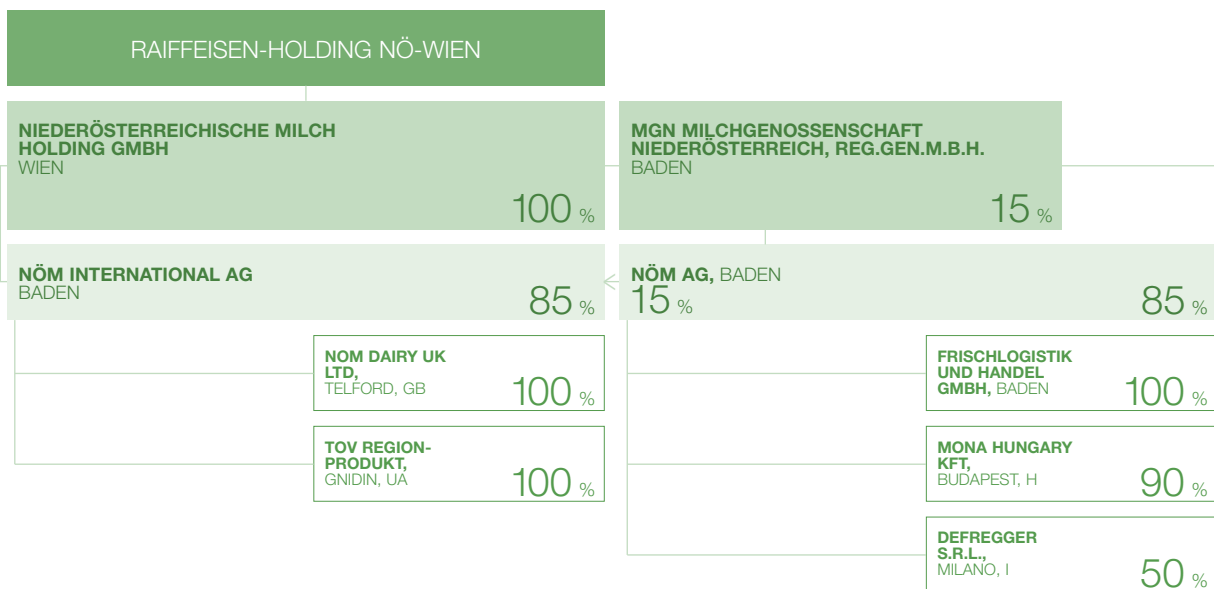 RAIFFEISEN-HOLDING NÖ-WIEN
NIEDERÖSTERREICHISCHE MILCH
HOLDING GMBH
WIEN
100 %
MGN MILCHGENOSSENSCHAFT
NIEDERÖSTERREICH, REG.GEN.M.B.H.
BADEN
15 %
NÖM INTERNATIONAL AG
BADEN
85 %
NÖM AG, BADEN
15 %
85 %
NOM DAIRY UK
LTD,
TELFORD, GB
100 %
TOV REGION-
PRODUKT,
GNIDIN, UA
100 %
FRISCHLOGISTIK
UND HANDEL
GMBH, BADEN
100 %
MONA HUNGARY
KFT,
BUDAPEST, H
90 %
DEFREGGER
S.R.L.,
MILANO, I
50 %